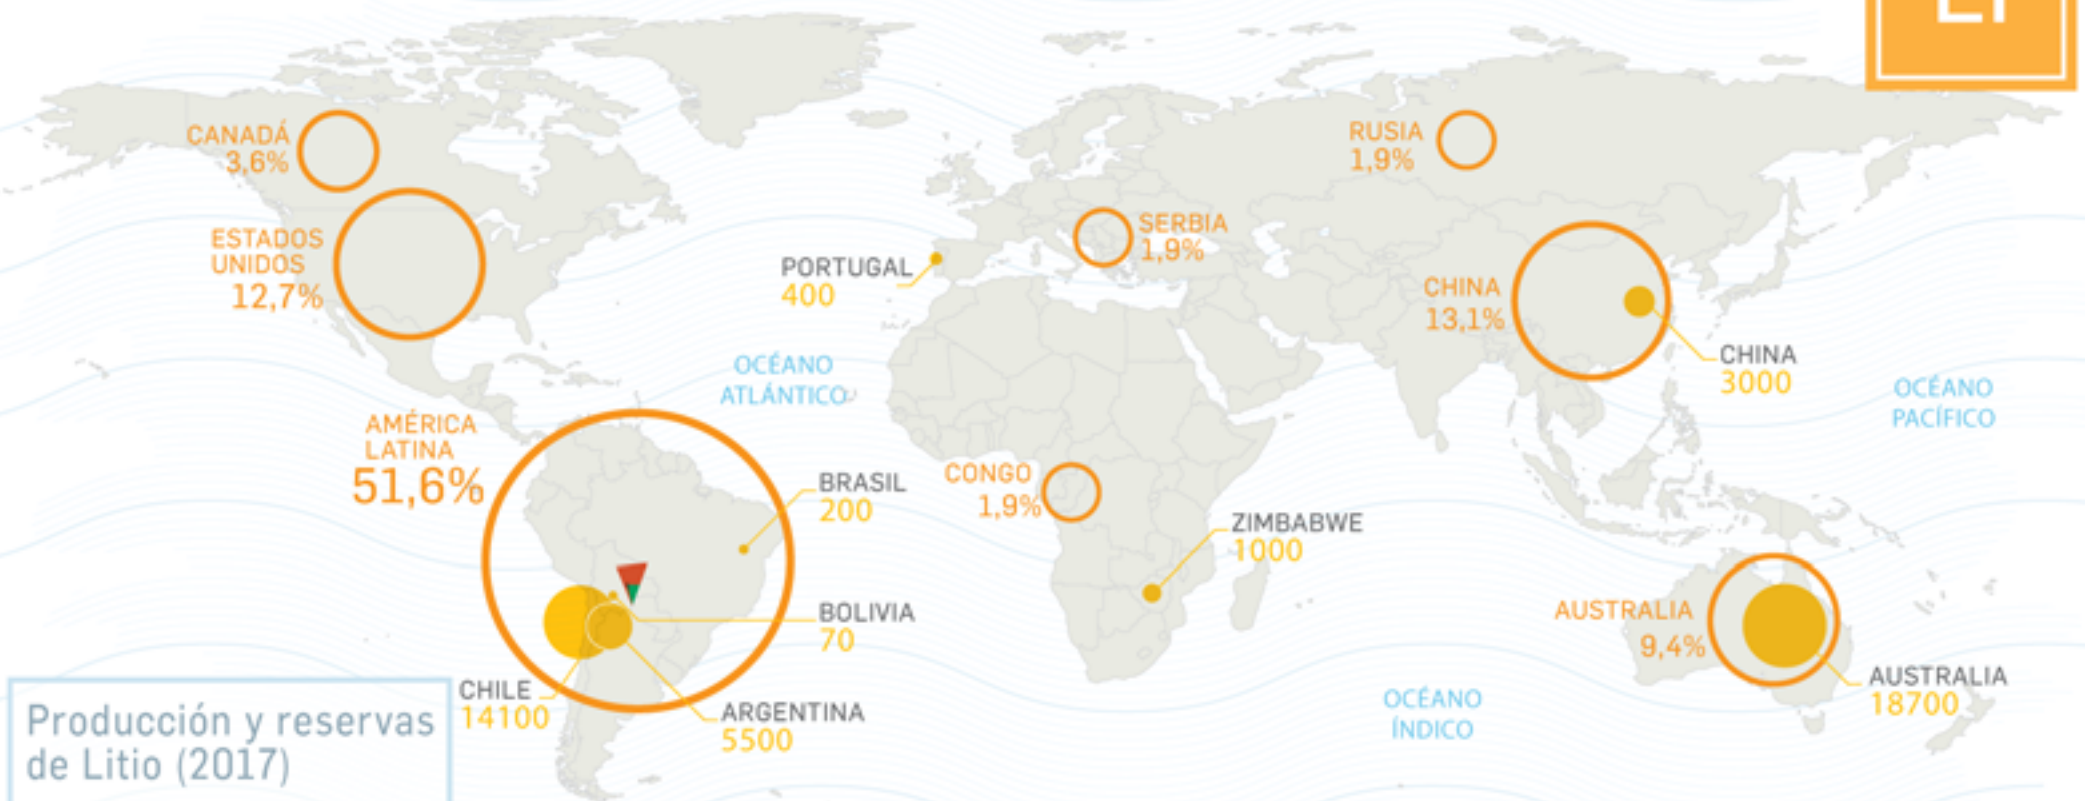 CANADÁ
3,6%
ESTADOS
UNIDOS
12,7%
AMÉRICA
LATINA
51,6%
OCÉANO
ATLÁNTICO
PORTUGAL
400
SERBIA
1,9%
RUSIA
1,9%
CHINA
13,1%
CHINA
3000
OCÉANO
PACÍFICO
BRASIL
200
BOLIVIA
70
CHILE
14100
ARGENTINA
5500
CONGO
1,9%
ZIMBABWE
1000
AUSTRALIA
9,4%
AUSTRALIA
18700
OCÉANO
ÍNDICO
Producción y reservas
de Litio (2017)